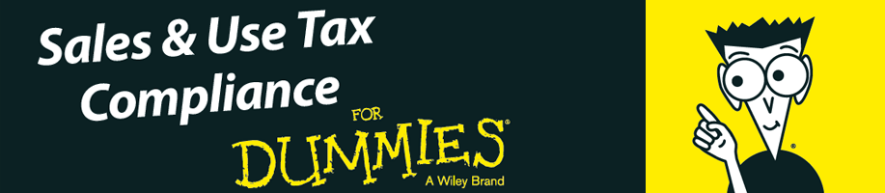 Sales & Use Tax
Compliance
FOR
DUMMIES®
A Wiley Brand
®